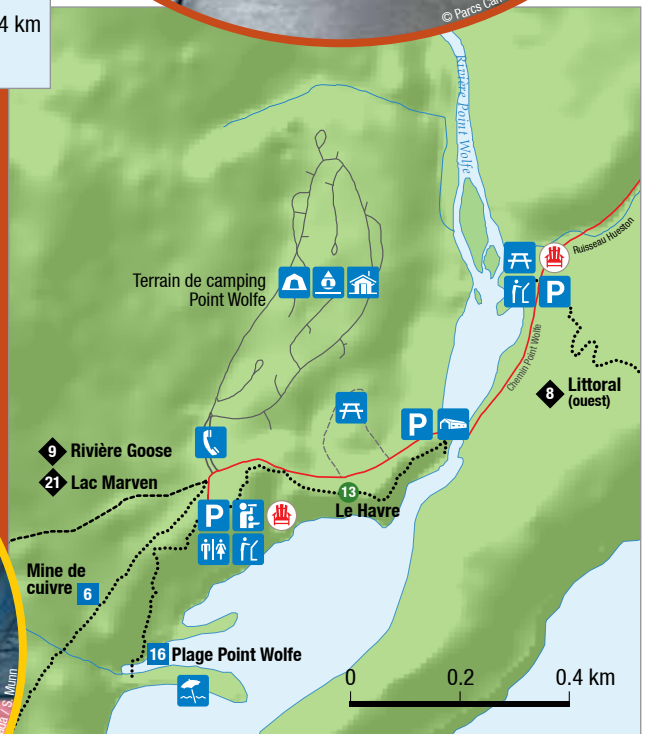 4 km
© Parcs Can
Rivière Point Wolfe
Ruisseau Hueston
Terrain de camping
Point Wolfe
P
Chemin Point Wolfe
8 Littoral
(ouest)
P
9 Rivière Goose
21 Lac Marven
13
Le Havre
P
Mine de
cuivre 6
16 Plage Point Wolfe
0 0.2 0.4 km
ada / S. Munn